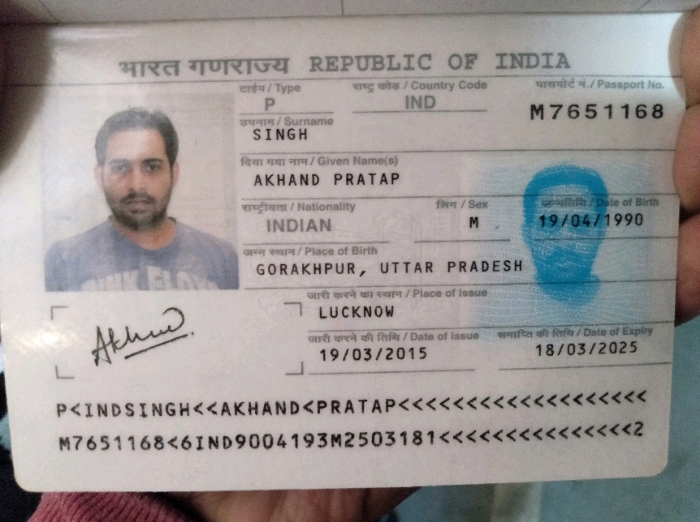 भारत गणराज्य REPUBLIC OF INDIA
टाईप / Type राष्ट्र कोड / Country Code पासपोर्ट नं. / Passport No.
P IND M7651168
उपनाम / Surname
SINGH
दिया गया नाम / Given Name(s)
AKHAND PRATAP
राष्ट्रीयता / Nationality लिंग / Sex जन्मतिथि / Date of Birth
INDIAN M 19/04/1990
जन्म स्थान / Place of Birth
GORAKHPUR, UTTAR PRADESH
जारी करने का स्थान / Place of Issue
LUCKNOW
जारी करने की तिथि / Date of Issue समाप्ति की तिथि / Date of Expiry
19/03/2015 18/03/2025
Akhand
P<INDSINGH<<AKHAND<PRATAP<<<<<<<<<<<<<<<<<<<
M7651168<6IND9004193M2503181<<<<<<<<<<<<<<<2